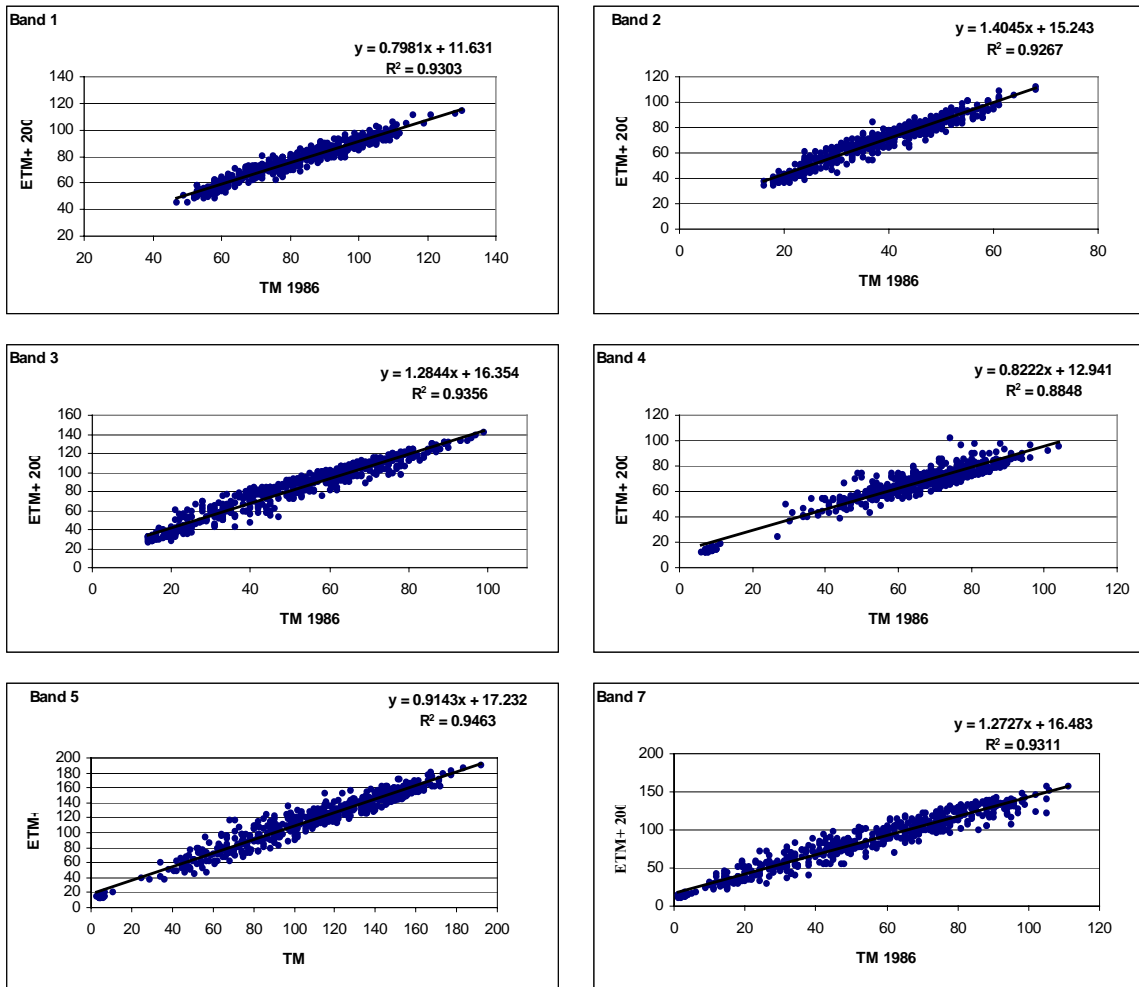 Band 1
y = 0.7981x + 11.631
R² = 0.9303
140
120
100
80
60
40
20
20 40 60 80 100 120 140
ETM+ 200
TM 1986
Band 2
y = 1.4045x + 15.243
R² = 0.9267
120
100
80
60
40
20
0
0 20 40 60 80
ETM+ 200
TM 1986
Band 3
y = 1.2844x + 16.354
R² = 0.9356
160
140
120
100
80
60
40
20
0
0 20 40 60 80 100
ETM+ 200
TM 1986
Band 4
y = 0.8222x + 12.941
R² = 0.8848
120
100
80
60
40
20
0
0 20 40 60 80 100 120
ETM+ 200
TM 1986
Band 5
y = 0.9143x + 17.232
R² = 0.9463
200
180
160
140
120
100
80
60
40
20
0
0 20 40 60 80 100 120 140 160 180 200
ETM+
TM
Band 7
y = 1.2727x + 16.483
R² = 0.9311
200
150
100
50
0
0 20 40 60 80 100 120
ETM+ 200
TM 1986